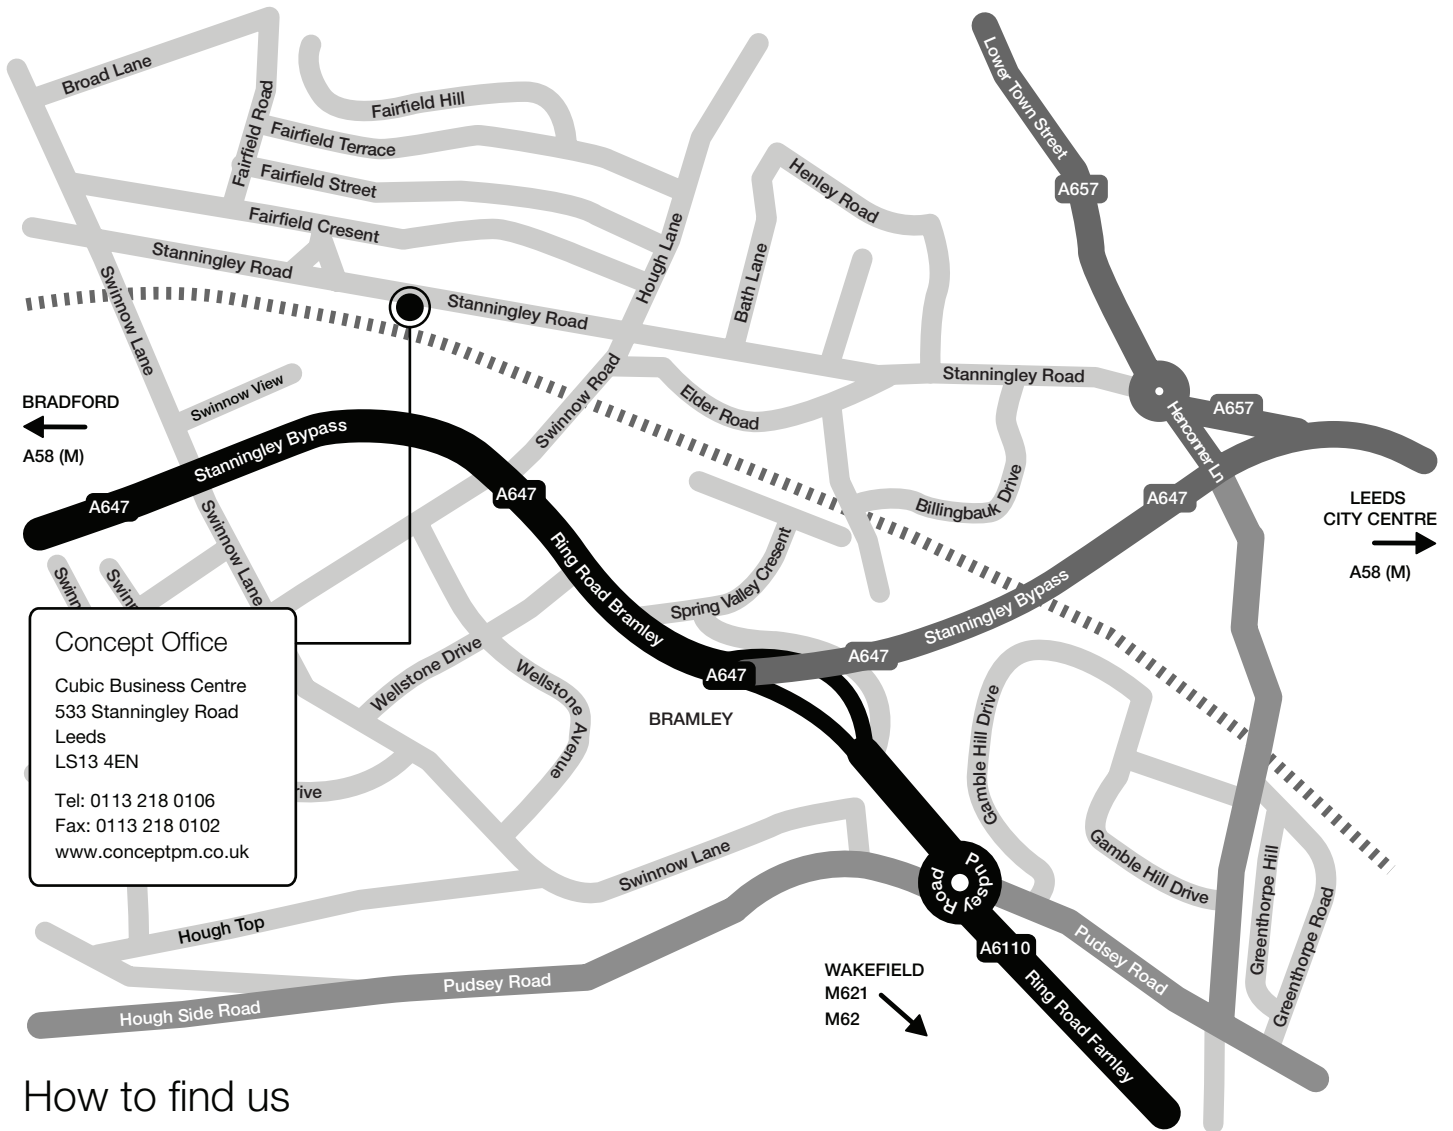 Broad Lane
Fairfield Road
Fairfield Hill
Fairfield Terrace
Fairfield Street
Fairfield Cresent
Stanningley Road
Stanningley Road
Hough Lane
Henley Road
Bath Lane
Lower Town Street
A657
Swinnow Lane
Swinnow View
Swinnow Road
Elder Road
Stanningley Road
A657
Hencorner Ln
BRADFORD
A58 (M)
Stanningley Bypass
A647
A647
A647
Billingbauk Drive
LEEDS
CITY CENTRE
A58 (M)
Swinnow Lane
Swinn
Swinn
Ring Road Bramley
Spring Valley Cresent
Stanningley Bypass
A647
A647
BRAMLEY
Wellstone Drive
Wellstone Avenue
rive
Concept Office
Cubic Business Centre
533 Stanningley Road
Leeds
LS13 4EN
Tel: 0113 218 0106
Fax: 0113 218 0102
www.conceptpm.co.uk
Gamble Hill Drive
Gamble Hill Drive
Swinnow Lane
Pudsey Road
Hough Top
Greenthorpe Hill
Greenthorpe Road
A6110
Pudsey Road
Pudsey Road
Hough Side Road
Ring Road Farnley
WAKEFIELD
M621
M62
How to find us